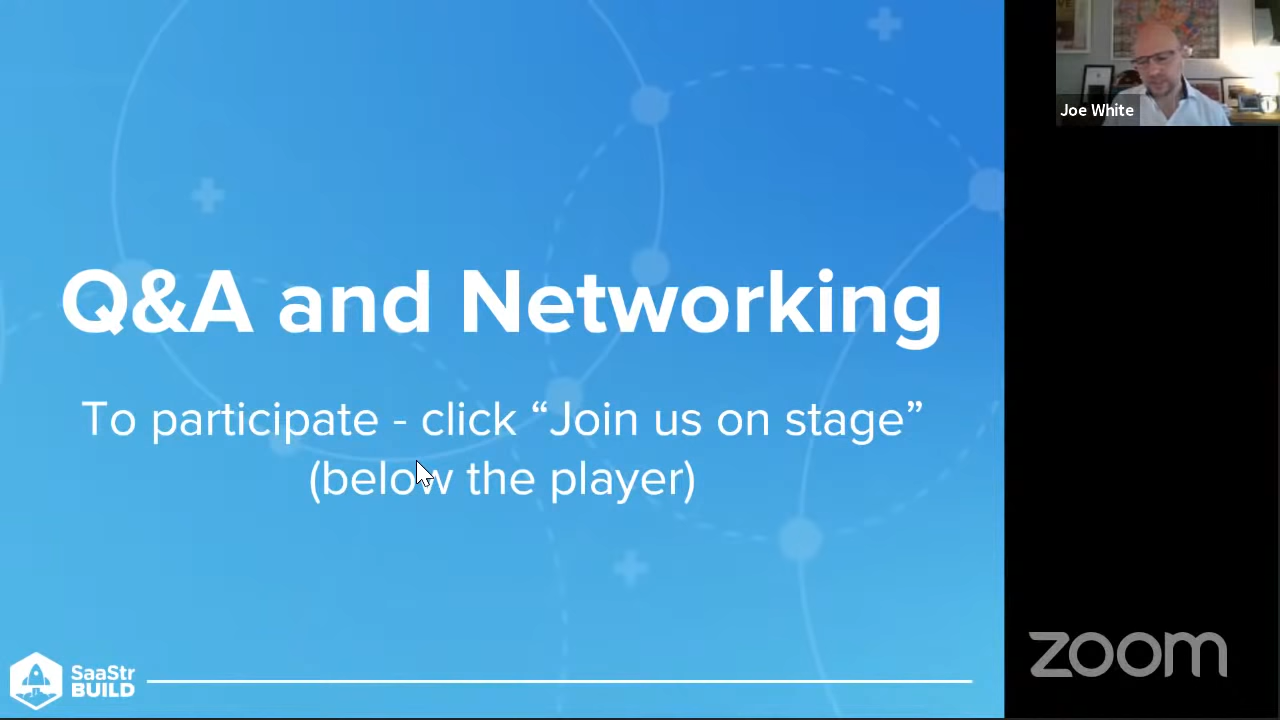 Q&A and Networking
To participate - click “Join us on stage”
(below the player)
SaaStr
BUILD
Joe White
zoom